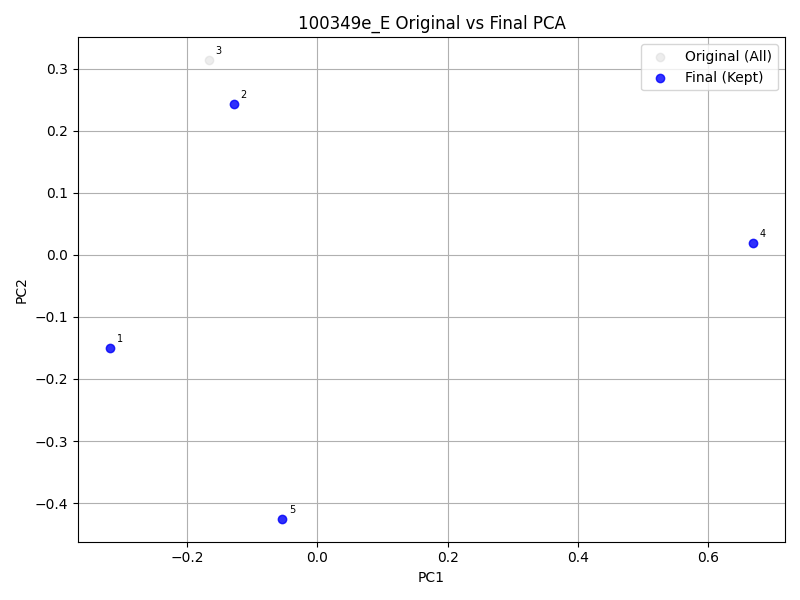 100349e_E Original vs Final PCA
Original (All)
Final (Kept)
3
2
4
1
5
0.3
0.2
0.1
0.0
−0.1
−0.2
−0.3
−0.4
PC2
−0.2 0.0 0.2 0.4 0.6
PC1